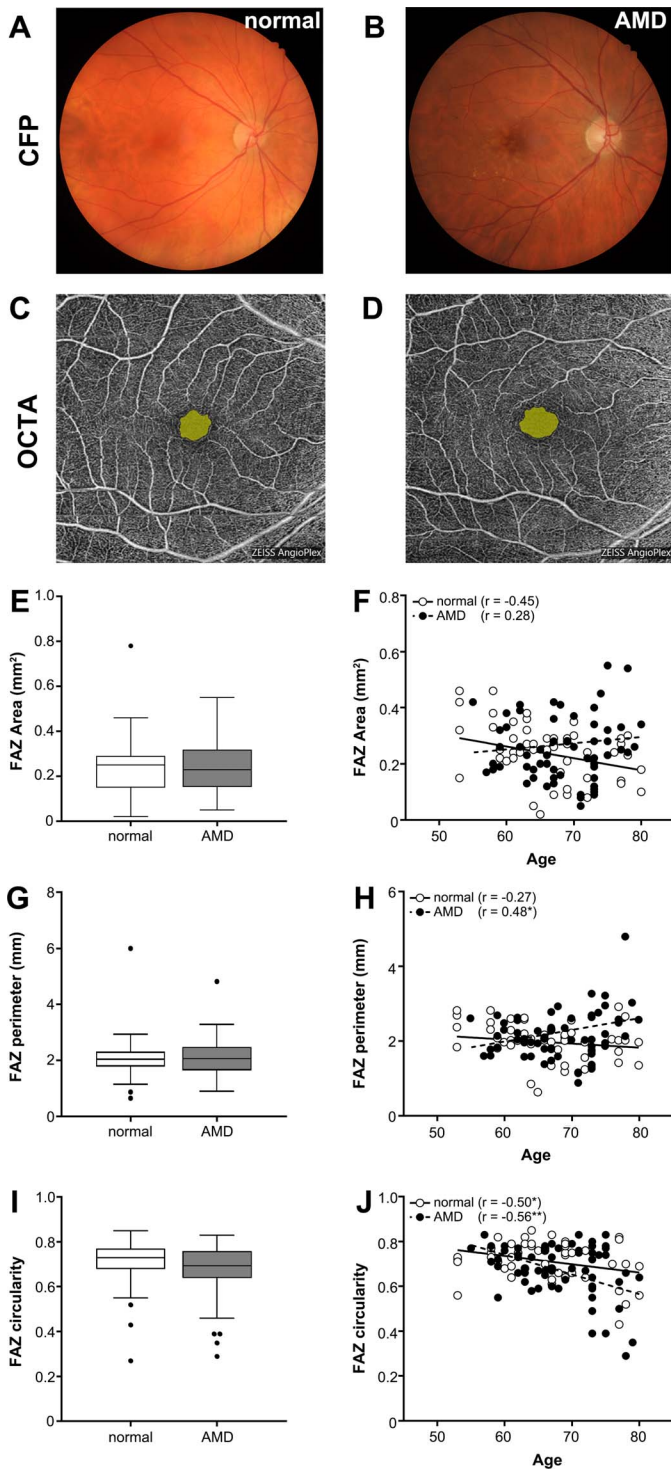 A normal
B AMD
CFP
C
D
OCTA
ZEISS AngioPlex
ZEISS AngioPlex
E
FAZ Area (mm²)
1.0
0.8
0.6
0.4
0.2
0
normal AMD
F
normal (r = -0.45)
AMD (r = 0.28)
FAZ Area (mm²)
0.8
0.6
0.4
0.2
0
50 60 70 80
Age
G
FAZ perimeter (mm)
8
6
4
2
0
normal AMD
H
normal (r = -0.27)
AMD (r = 0.48*)
FAZ perimeter (mm)
6
4
2
0
50 60 70 80
Age
I
FAZ circularity
1.0
0.8
0.6
0.4
0.2
0
normal AMD
J
normal (r = -0.50*)
AMD (r = -0.56**)
FAZ circularity
1.0
0.8
0.6
0.4
0.2
0
50 60 70 80
Age